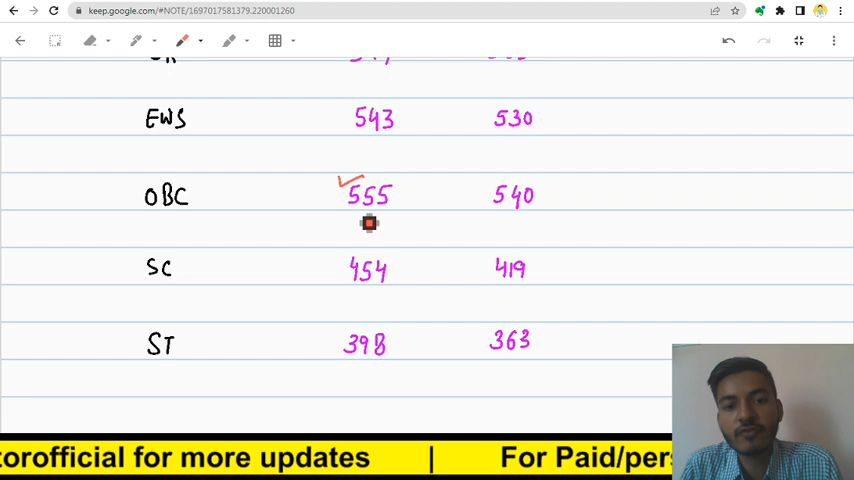 keep.google.com/#NOTE/1697017581379.220001260
EWS 543 530
OBC 555 540
SC 454 419
ST 398 363
torofficial for more updates | For Paid/pers